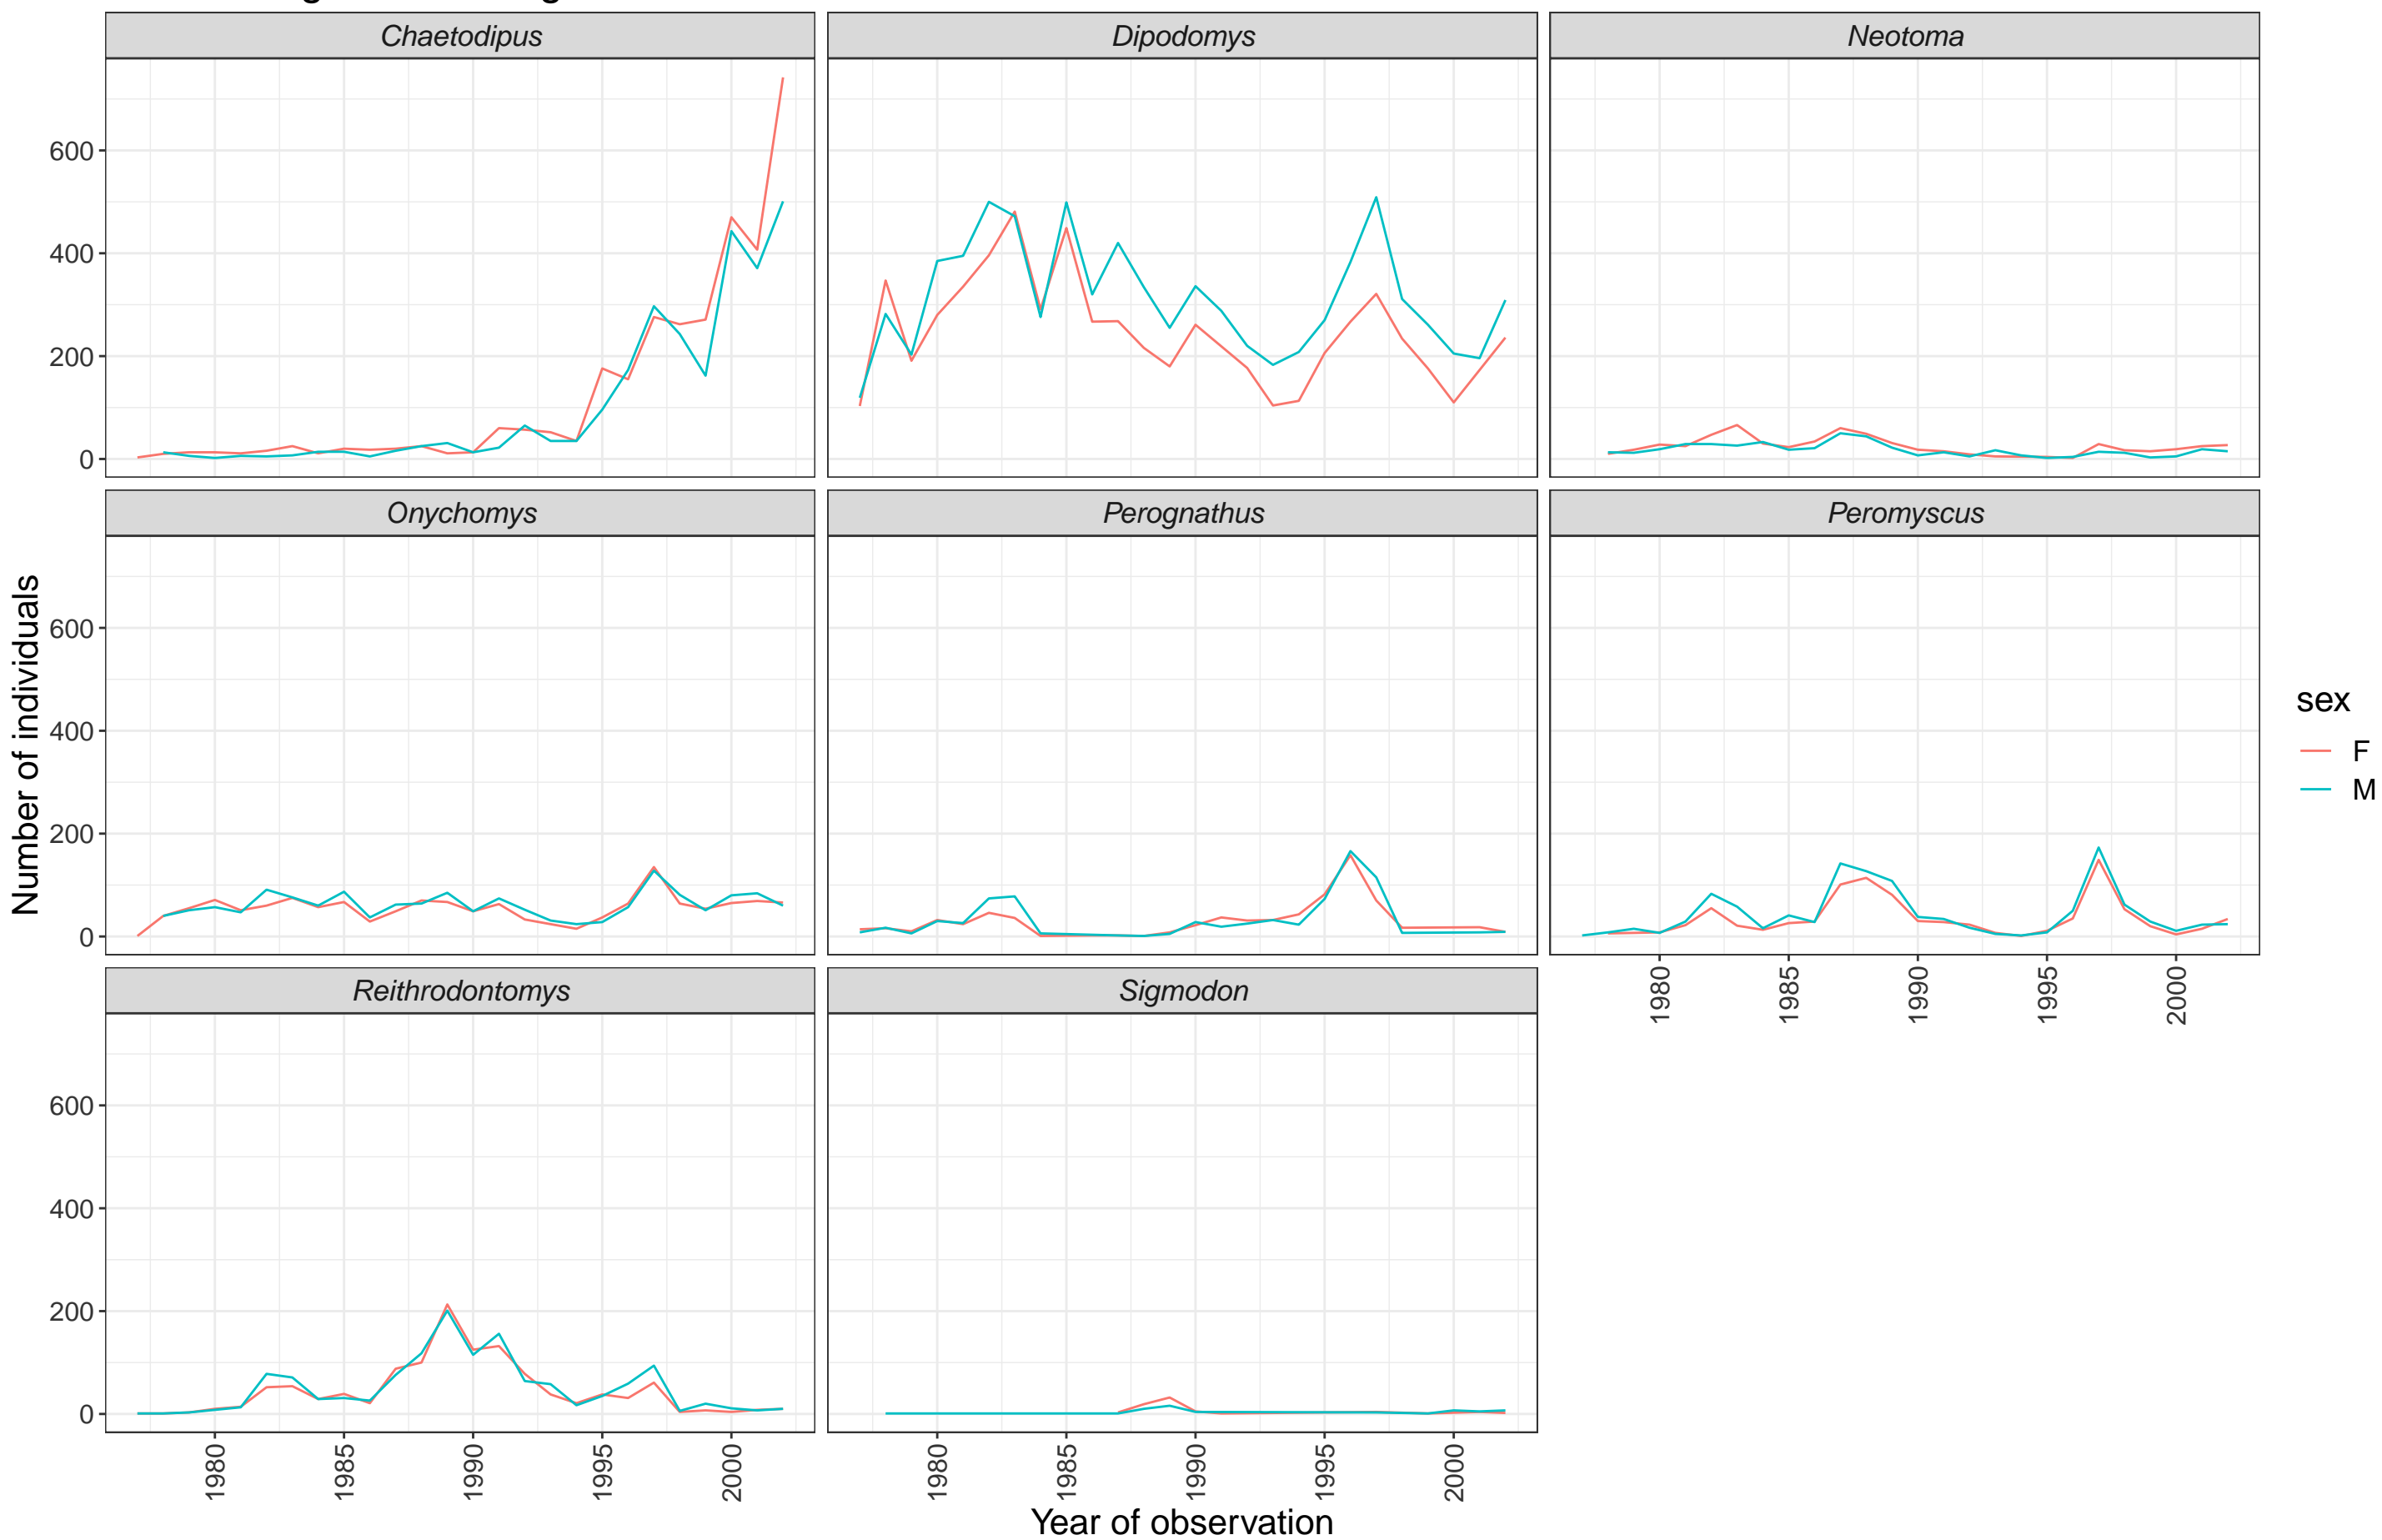 Chaetodipus
Dipodomys
Neotoma
600
400
200
0
Onychomys
Perognathus
Peromyscus
Number of individuals
600
400
200
0
sex
F
M
Reithrodontomys
Sigmodon
1980
1985
1990
1995
2000
600
400
200
0
1980
1985
1990
1995
2000
1980
1985
1990
1995
2000
Year of observation